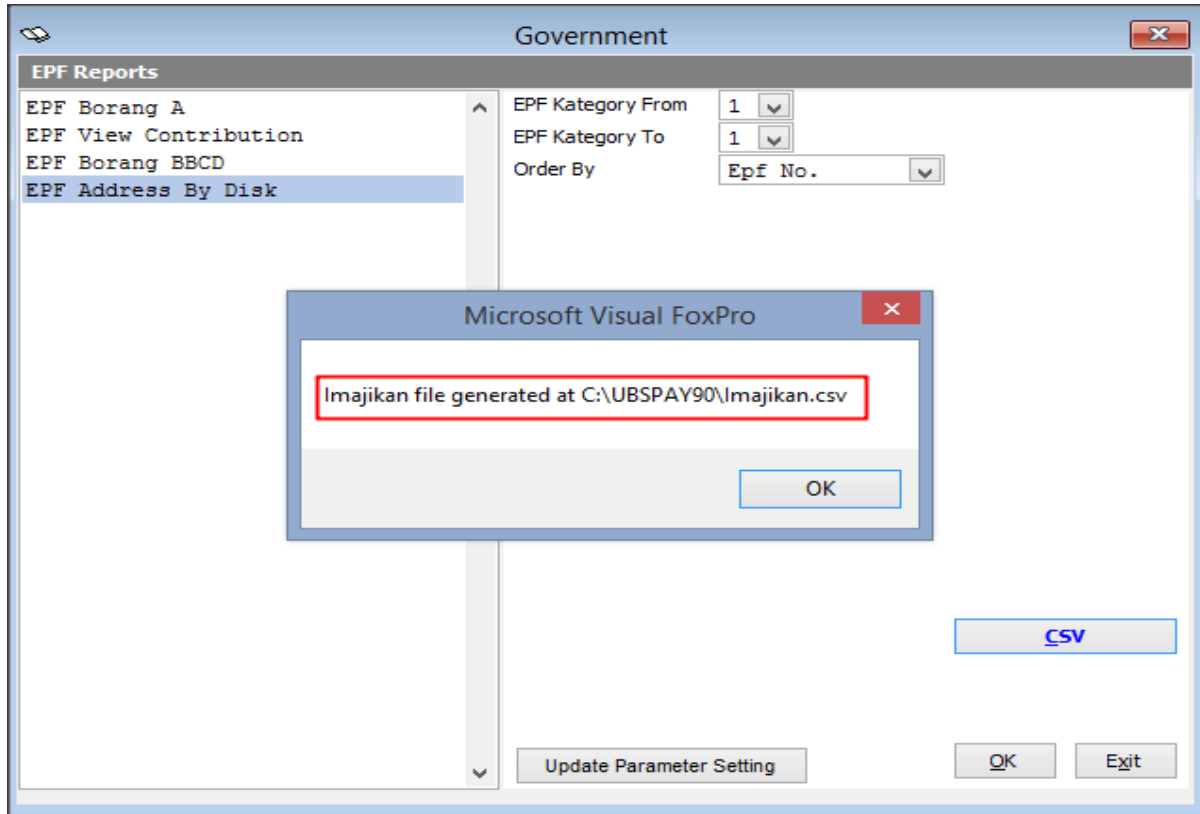 Government
EPF Reports
EPF Borang A
EPF View Contribution
EPF Borang BBCD
EPF Address By Disk
EPF Kategory From 1
EPF Kategory To 1
Order By Epf No.
Microsoft Visual FoxPro
Imajikan file generated at C:\UBSPAY90\Imajikan.csv
OK
CSV
Update Parameter Setting
OK
Exit